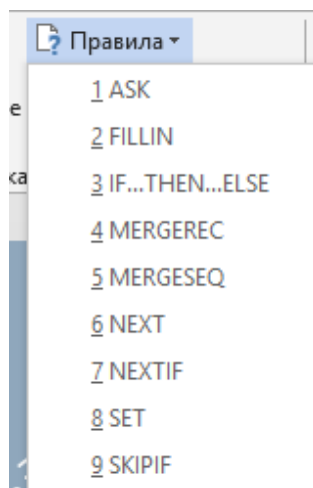 Правила
1 ASK
е
2 FILLIN
ка
3 IF...THEN...ELSE
4 MERGEREC
5 MERGESEQ
6 NEXT
7 NEXTIF
8 SET
9 SKIPIF